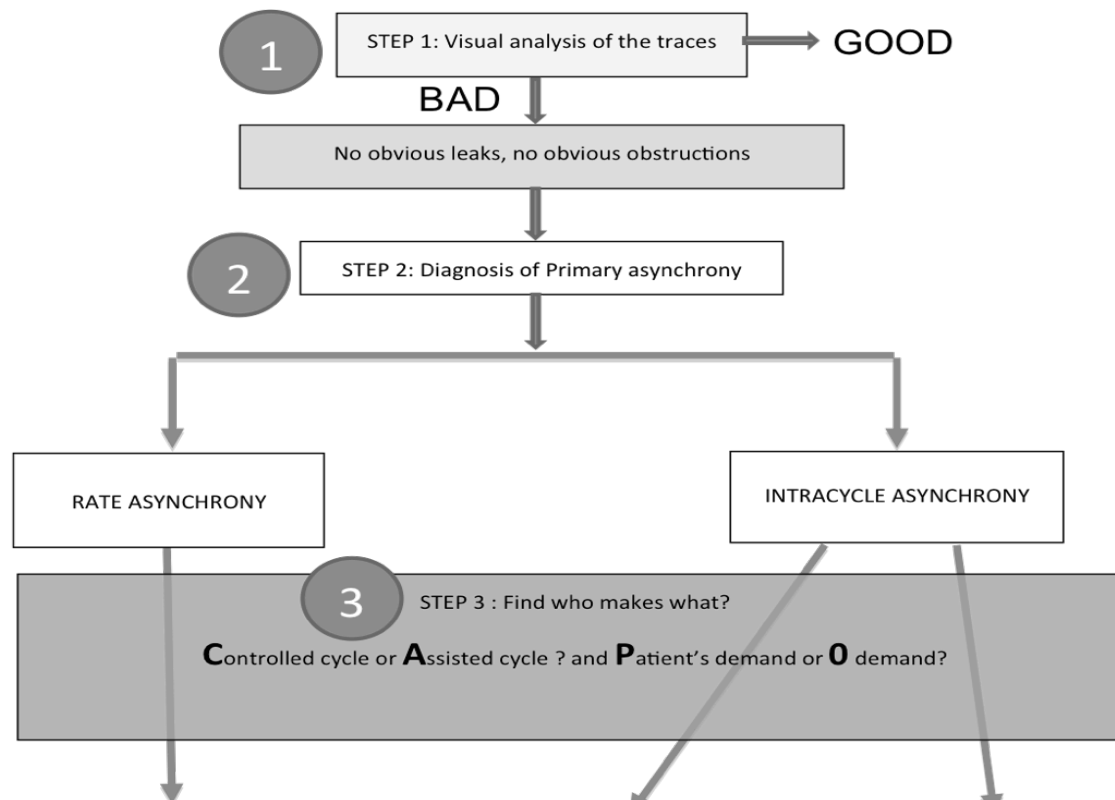 1
STEP 1: Visual analysis of the traces
GOOD
BAD
No obvious leaks, no obvious obstructions
2
STEP 2: Diagnosis of Primary asynchrony
RATE ASYNCHRONY
INTRACYCLE ASYNCHRONY
3
STEP 3 : Find who makes what?
Controlled cycle or Assisted cycle ? and Patient's demand or 0 demand?